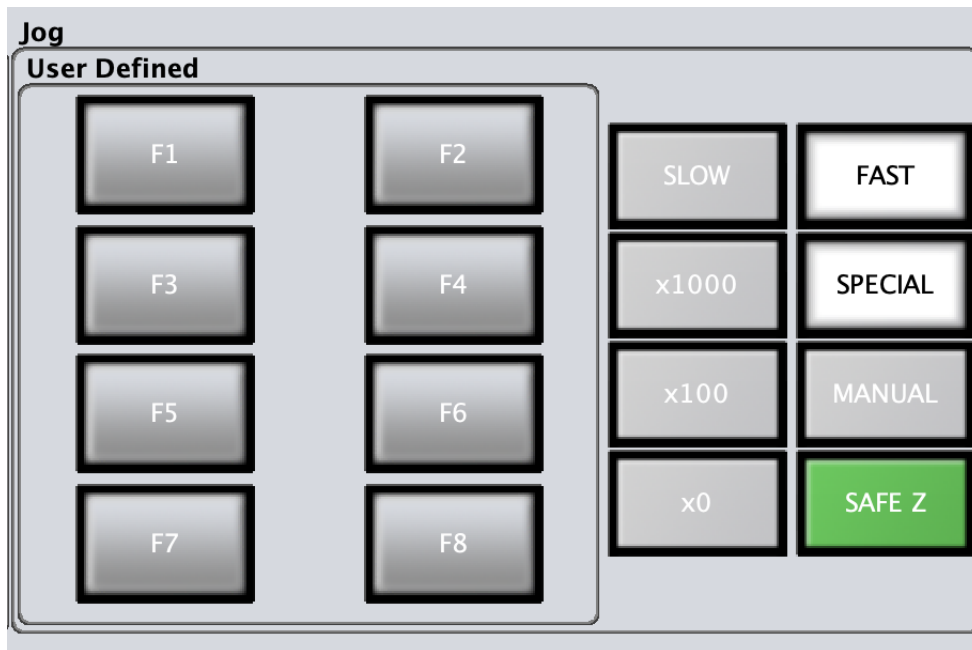 Jog
User Defined
F1 F2
F3 F4
F5 F6
F7 F8
SLOW FAST
x1000 SPECIAL
x100 MANUAL
x0 SAFE Z